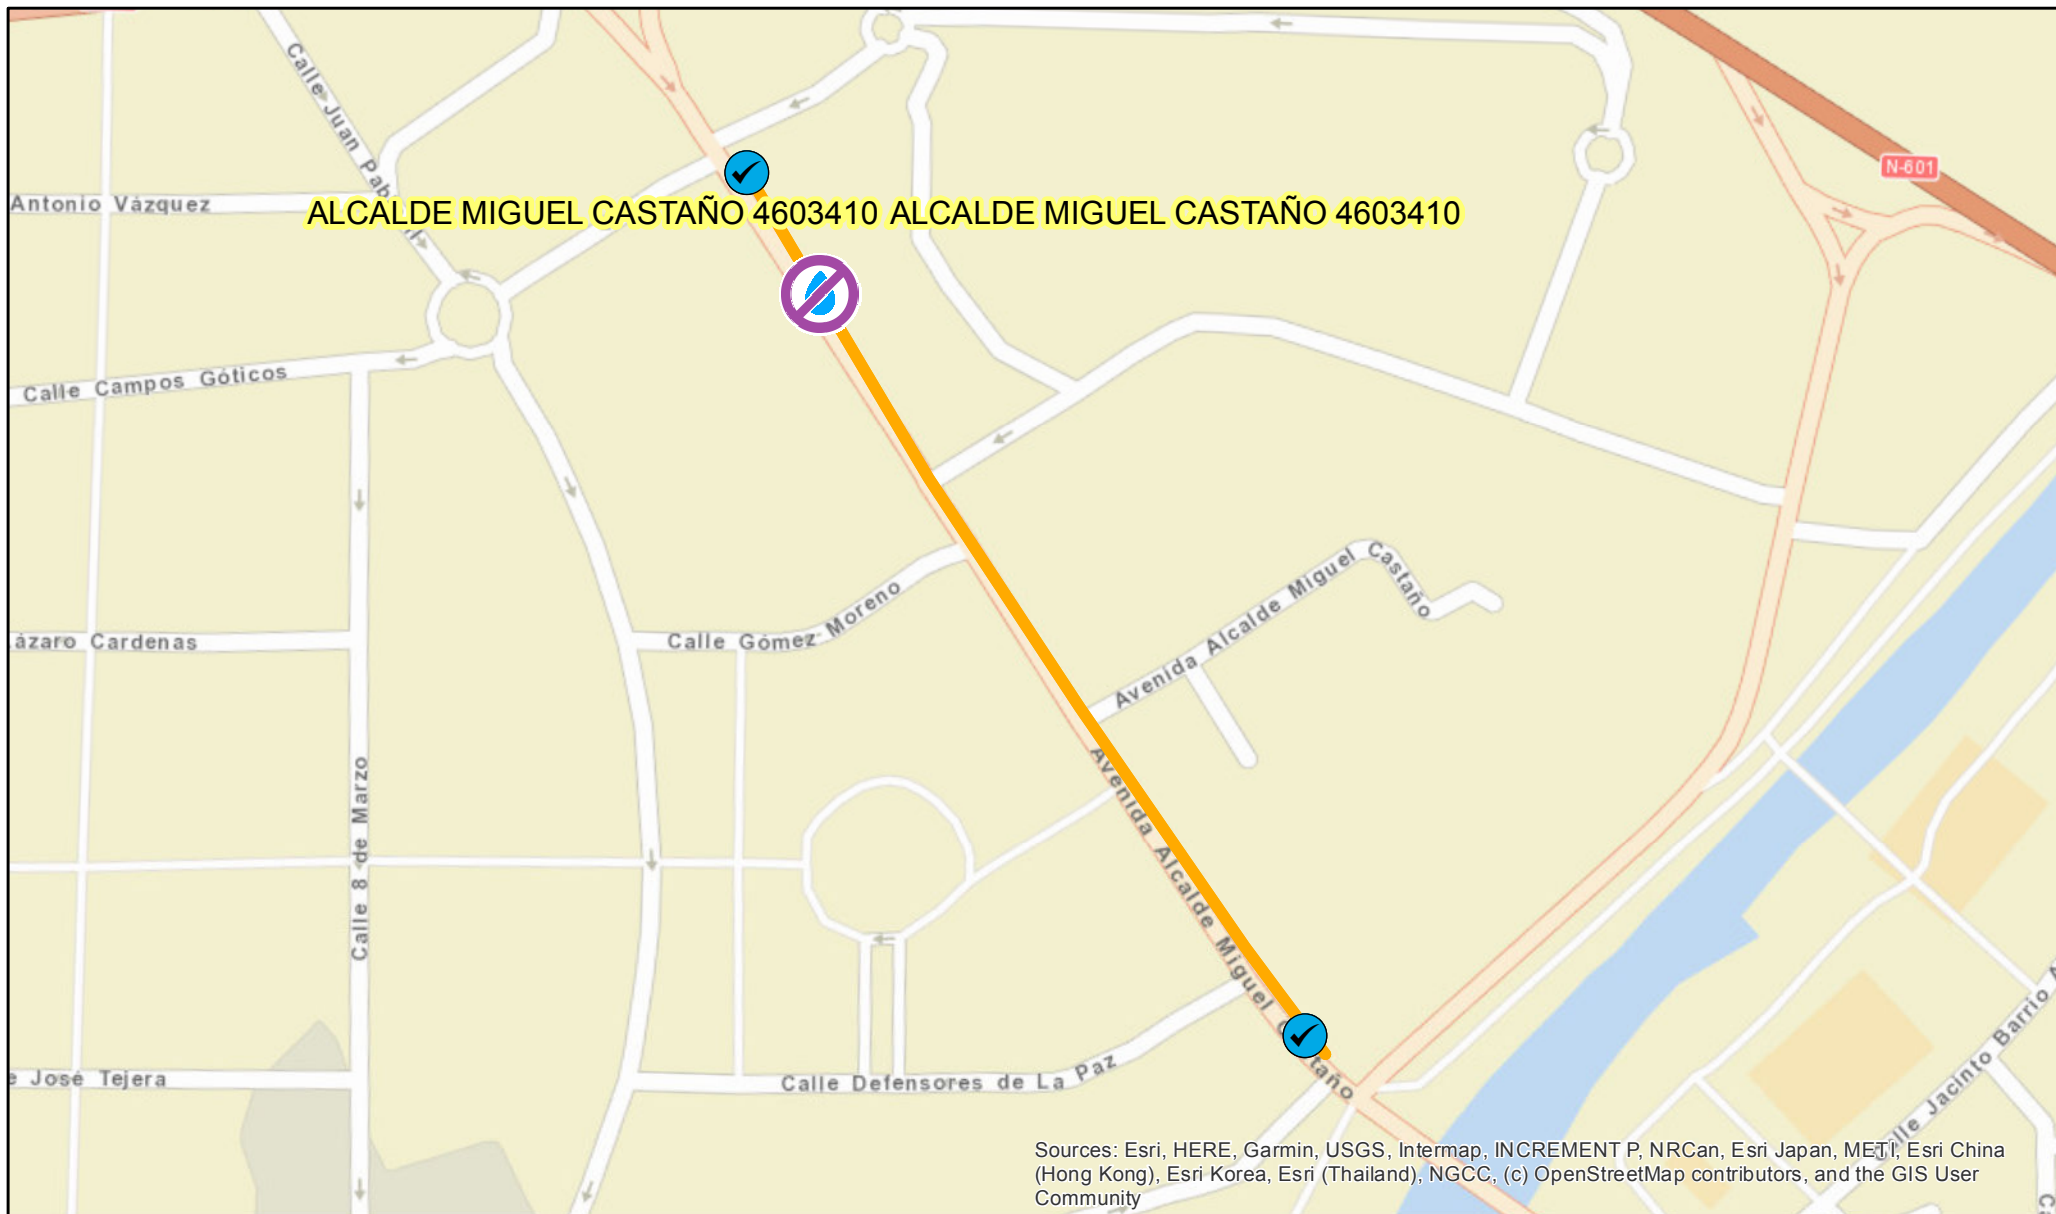 Calle Juan Pablo II
N-601
Antonio Vázquez
ALCALDE MIGUEL CASTAÑO 4603410 ALCALDE MIGUEL CASTAÑO 4603410
Calle Campos Góticos
Avenida Alcalde Miguel Castaño
Calle Gómez Moreno
ázaro Cardenas
Avenida Alcalde Miguel Castaño
Calle 8 de Marzo
e José Tejera
Calle Defensores de La Paz
Calle Jacinto Barrio A
Sources: Esri, HERE, Garmin, USGS, Intermap, INCREMENT P, NRCan, Esri Japan, METI, Esri China
(Hong Kong), Esri Korea, Esri (Thailand), NGCC, (c) OpenStreetMap contributors, and the GIS User
Community